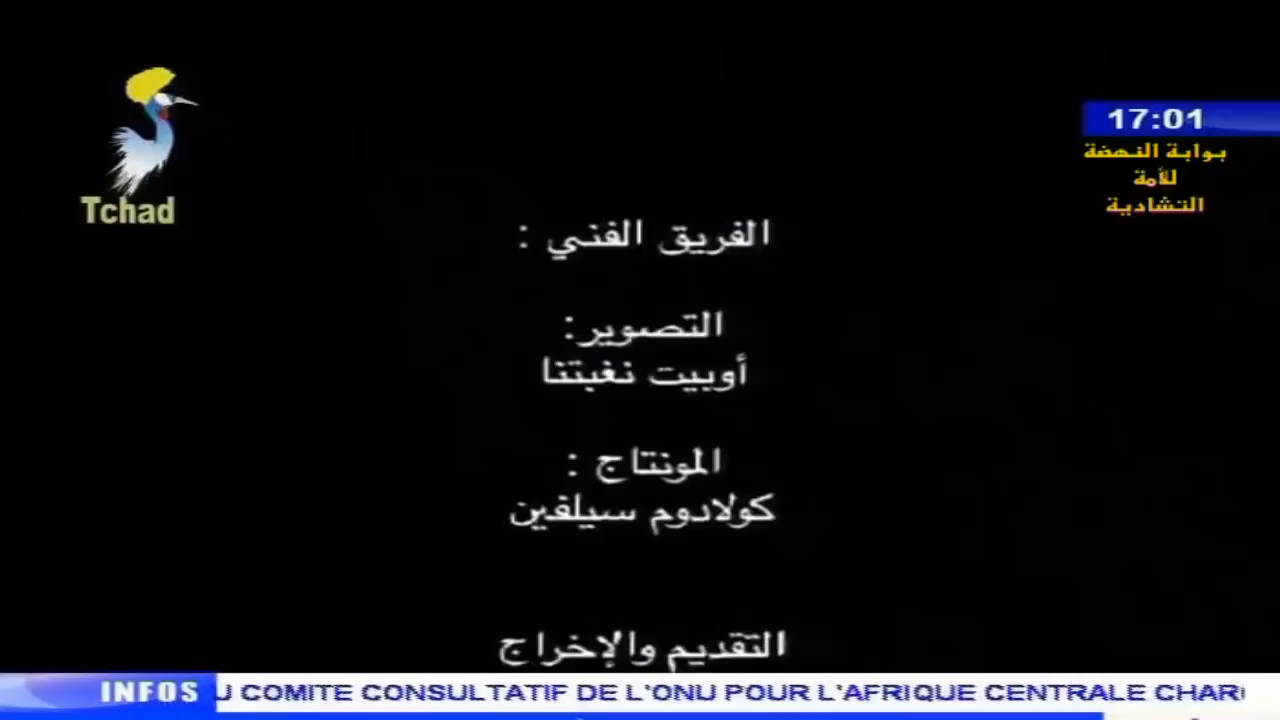 Tchad
17:01
بوابة النهضة
للأمة
التشادية
الفريق الفني :
التصوير:
أوبيت نغبتنا
المونتاج :
كولادوم سيلفين
التقديم والإخراج
INFOS
U COMITE CONSULTATIF DE L'ONU POUR L'AFRIQUE CENTRALE CHAR